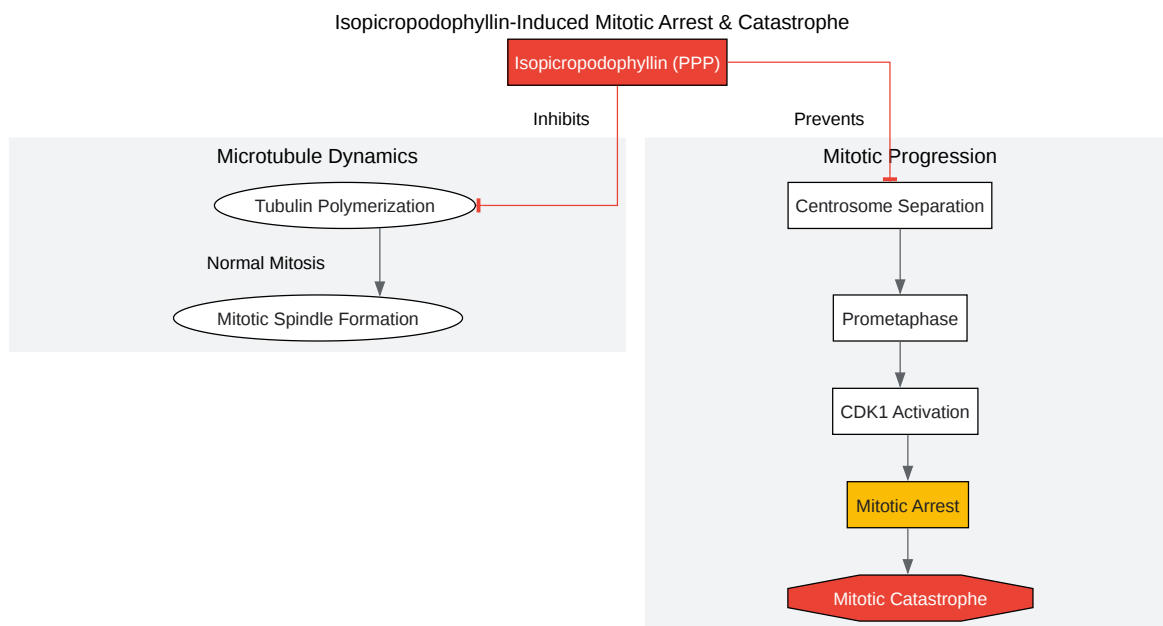 Isopicropodophyllin-Induced Mitotic Arrest & Catastrophe
Isopicropodophyllin (PPP)
Inhibits
Prevents
Microtubule Dynamics
Tubulin Polymerization
Normal Mitosis
Mitotic Spindle Formation
Mitotic Progression
Centrosome Separation
Prometaphase
CDK1 Activation
Mitotic Arrest
Mitotic Catastrophe